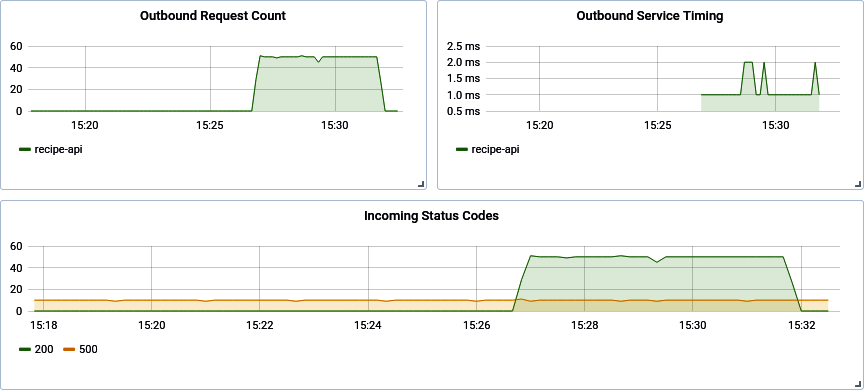 Outbound Request Count
60
40
20
0
15:20 15:25 15:30
recipe-api
Outbound Service Timing
2.5 ms
2.0 ms
1.5 ms
1.0 ms
0.5 ms
15:20 15:25 15:30
recipe-api
Incoming Status Codes
60
40
20
0
15:18 15:20 15:22 15:24 15:26 15:28 15:30 15:32
200 500